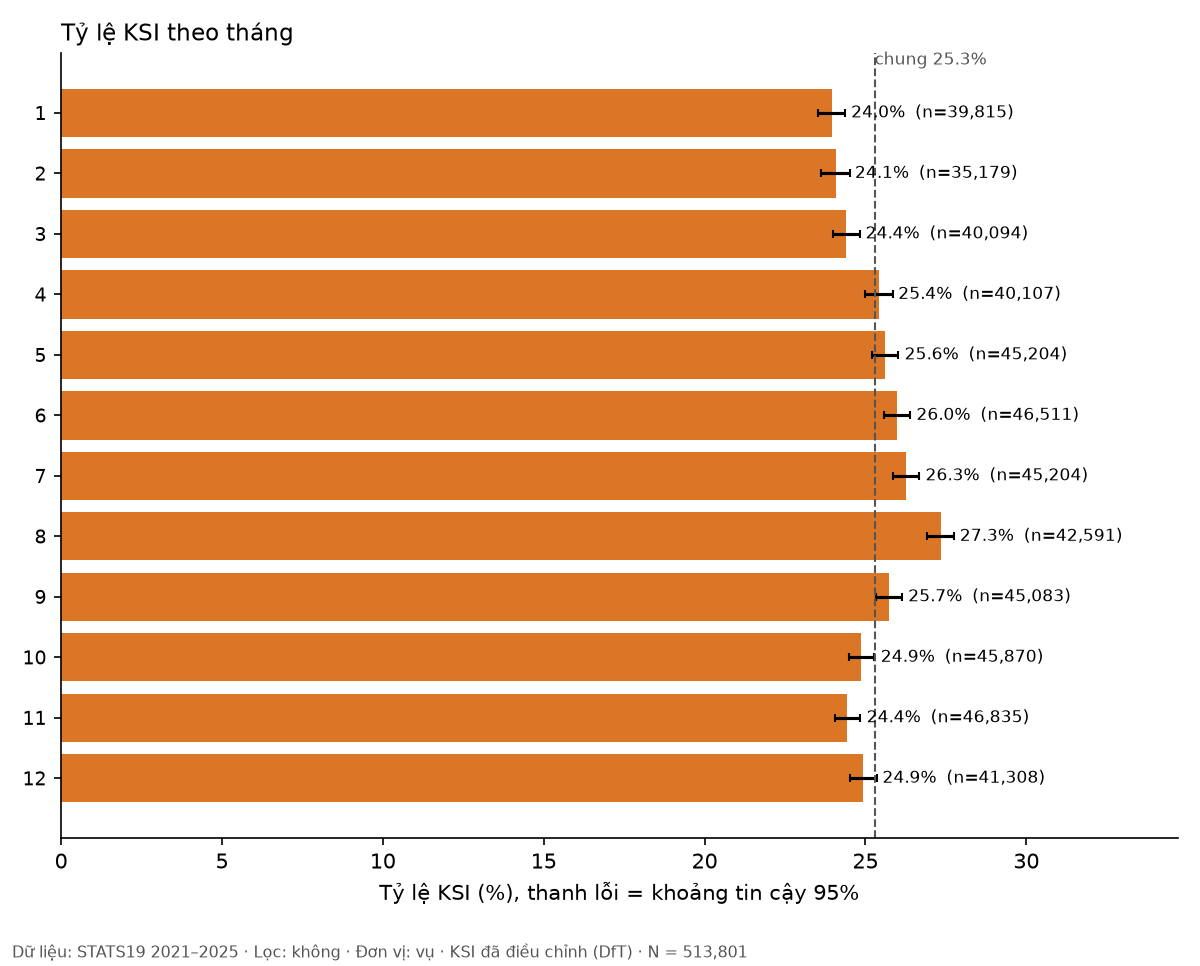 Tỷ lệ KSI theo tháng
chung 25.3%
1 24.0% (n=39,815)
2 24.1% (n=35,179)
3 24.4% (n=40,094)
4 25.4% (n=40,107)
5 25.6% (n=45,204)
6 26.0% (n=46,511)
7 26.3% (n=45,204)
8 27.3% (n=42,591)
9 25.7% (n=45,083)
10 24.9% (n=45,870)
11 24.4% (n=46,835)
12 24.9% (n=41,308)
0 5 10 15 20 25 30
Tỷ lệ KSI (%), thanh lỗi = khoảng tin cậy 95%
Dữ liệu: STATS19 2021–2025 · Lọc: không · Đơn vị: vụ · KSI đã điều chỉnh (DfT) · N = 513,801